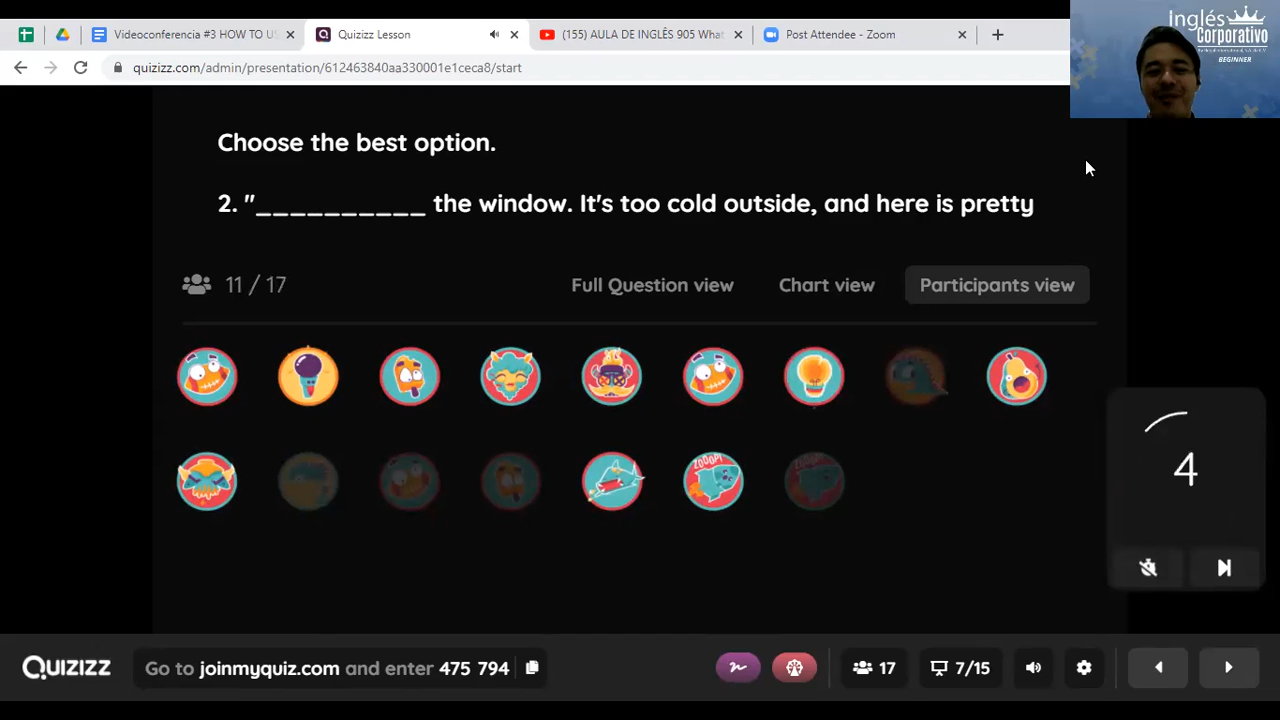 Videoconferencia #3 HOW TO US
Quizizz Lesson
(155) AULA DE INGLÊS 905 What
Post Attendee - Zoom
quizizz.com/admin/presentation/612463840aa330001e1ceca8/start
Inglés
Corporativo
BEGINNER
Choose the best option.
2. "__________ the window. It's too cold outside, and here is pretty
11 / 17
Full Question view
Chart view
Participants view
ZOOOP!
ZOOOP!
4
QUIZIZZ
Go to joinmyquiz.com and enter 475 794
17
7/15